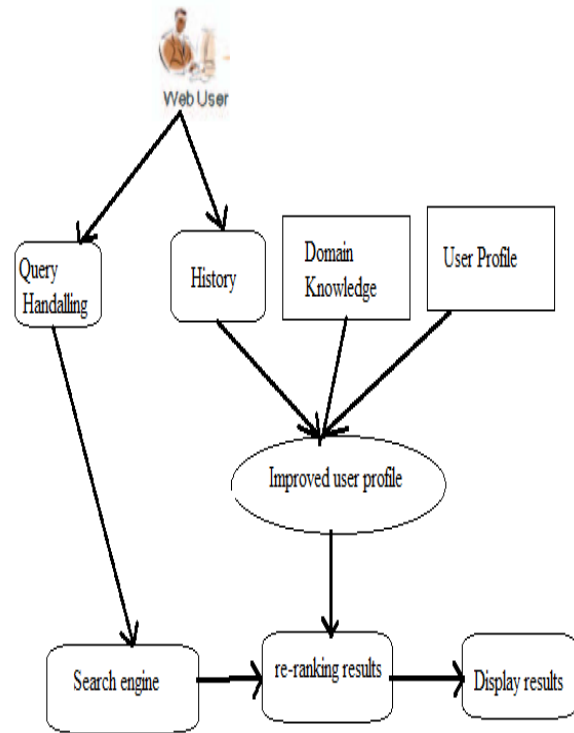 Web User
Query
Handalling
History
Domain
Knowledge
User Profile
Improved user profile
Search engine
re-ranking results
Display results